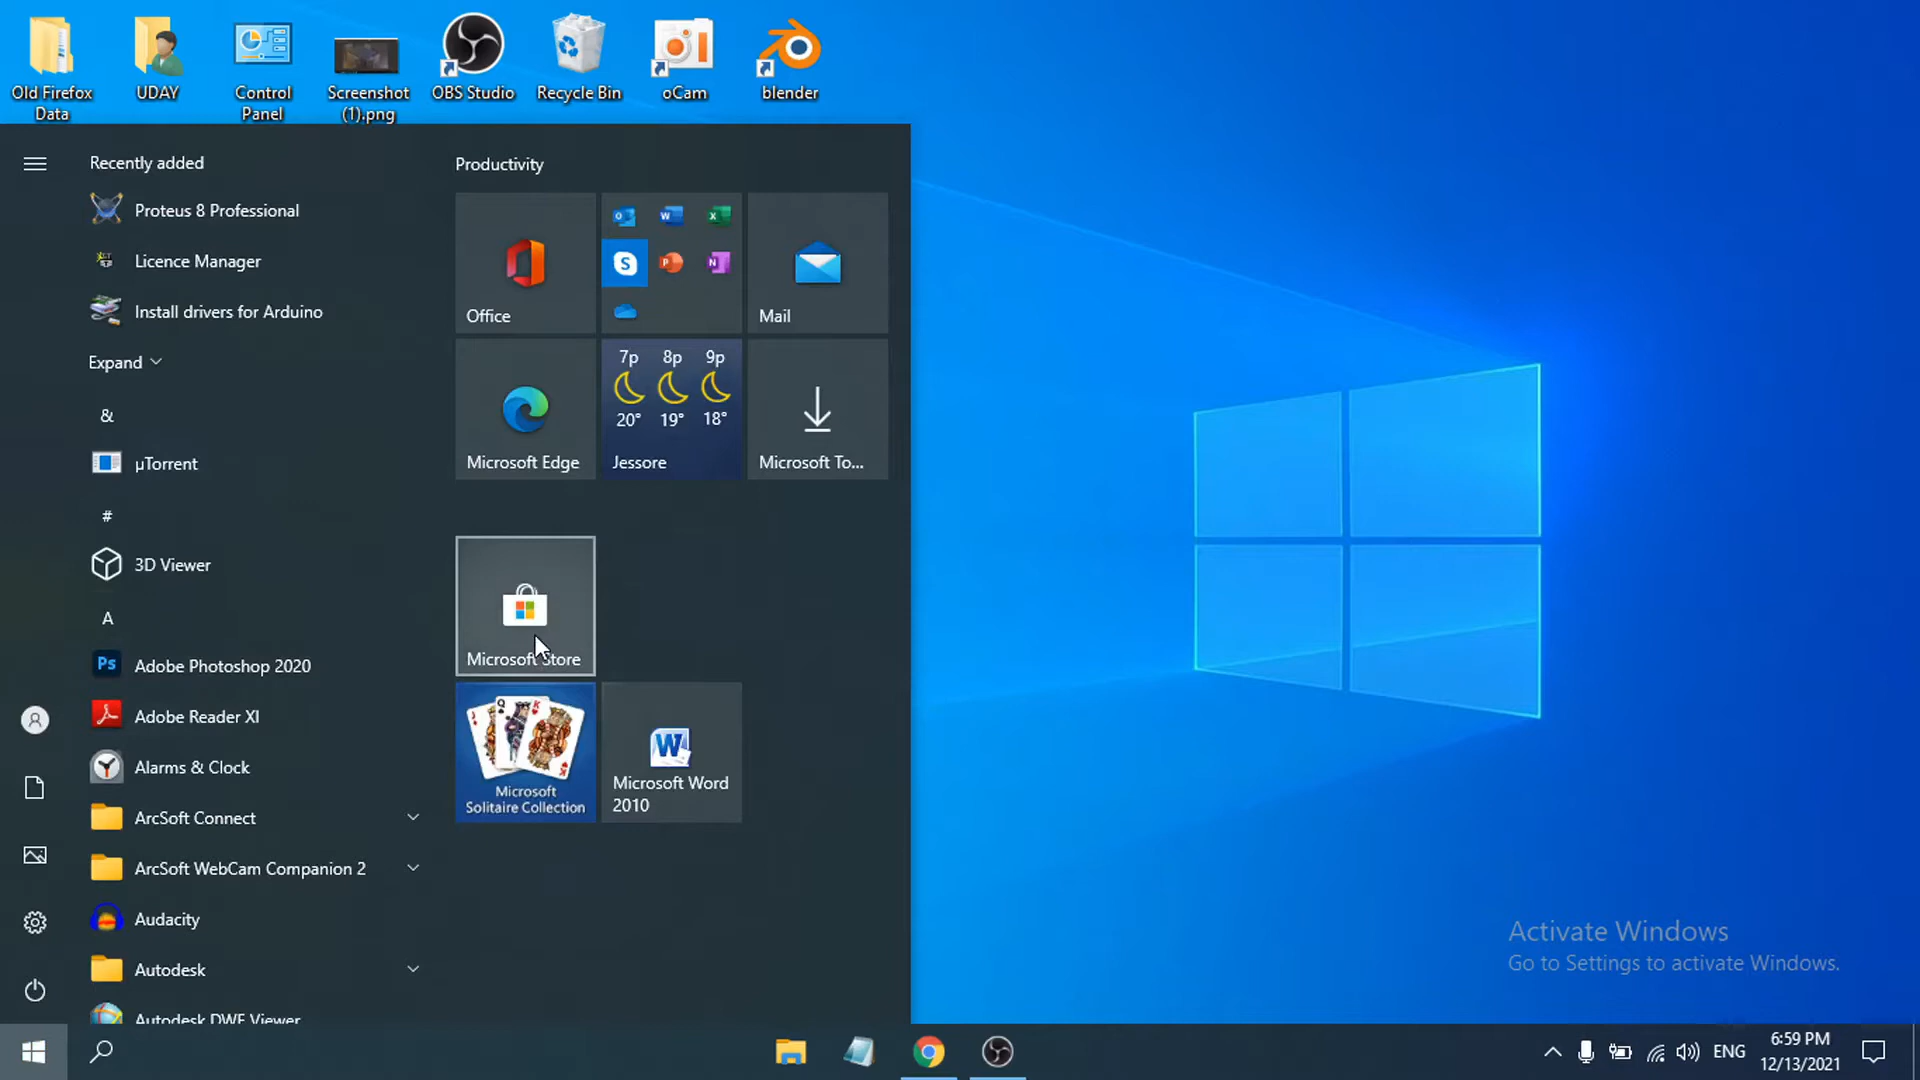 Old Firefox
Data
UDAY
Control
Panel
Screenshot
(1).png
OBS Studio
Recycle Bin
oCam
blender
Recently added
Proteus 8 Professional
Licence Manager
Install drivers for Arduino
Expand
&
µTorrent
#
3D Viewer
A
Ps
Adobe Photoshop 2020
Adobe Reader XI
Alarms & Clock
ArcSoft Connect
ArcSoft WebCam Companion 2
Audacity
Autodesk
Autodesk DWF Viewer
Productivity
Office
Mail
Microsoft Edge
7p 8p 9p
20° 19° 18°
Jessore
Microsoft To...
Microsoft Store
Microsoft
Solitaire Collection
Microsoft Word
2010
Activate Windows
Go to Settings to activate Windows.
ENG
6:59 PM
12/13/2021